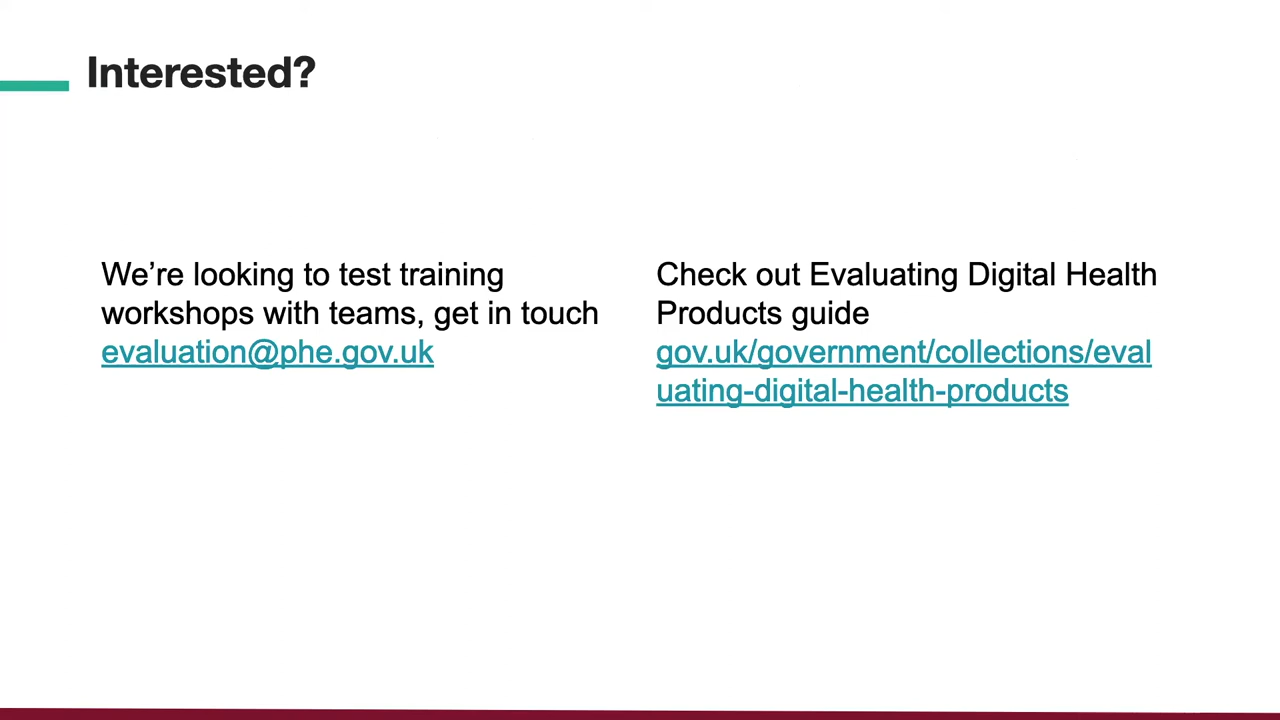 Interested?
We’re looking to test training
workshops with teams, get in touch
evaluation@phe.gov.uk
Check out Evaluating Digital Health
Products guide
gov.uk/government/collections/eval
uating-digital-health-products